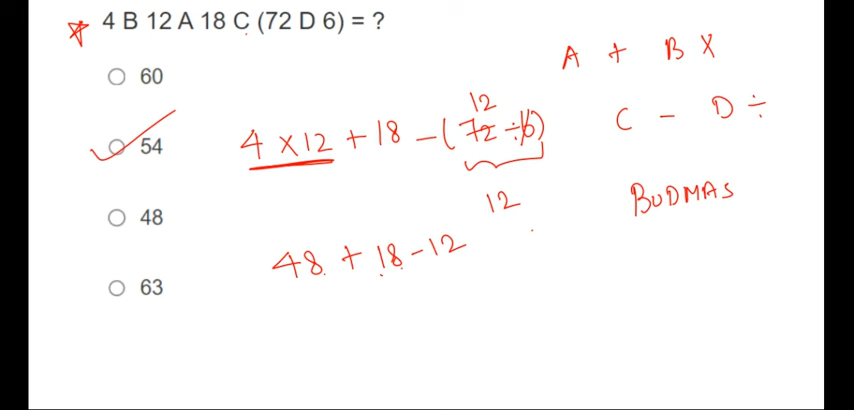 4 B 12 A 18 C (72 D 6) = ?
60
54
48
63
A + B X
C - D ÷
12
4 × 12 + 18 - (72 ÷ 6)
12
BUDMAS
48 + 18 - 12